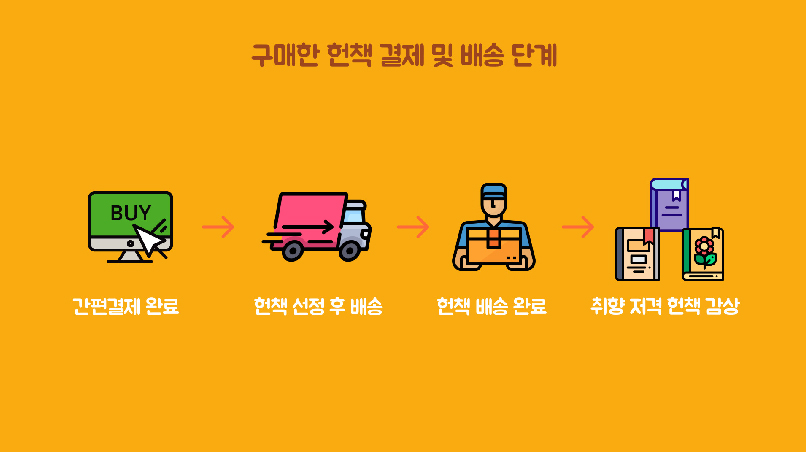 구매한 헌책 결제 및 배송 단계
BUY
간편결제 완료
헌책 선정 후 배송
헌책 배송 완료
취향 저격 헌책 감상